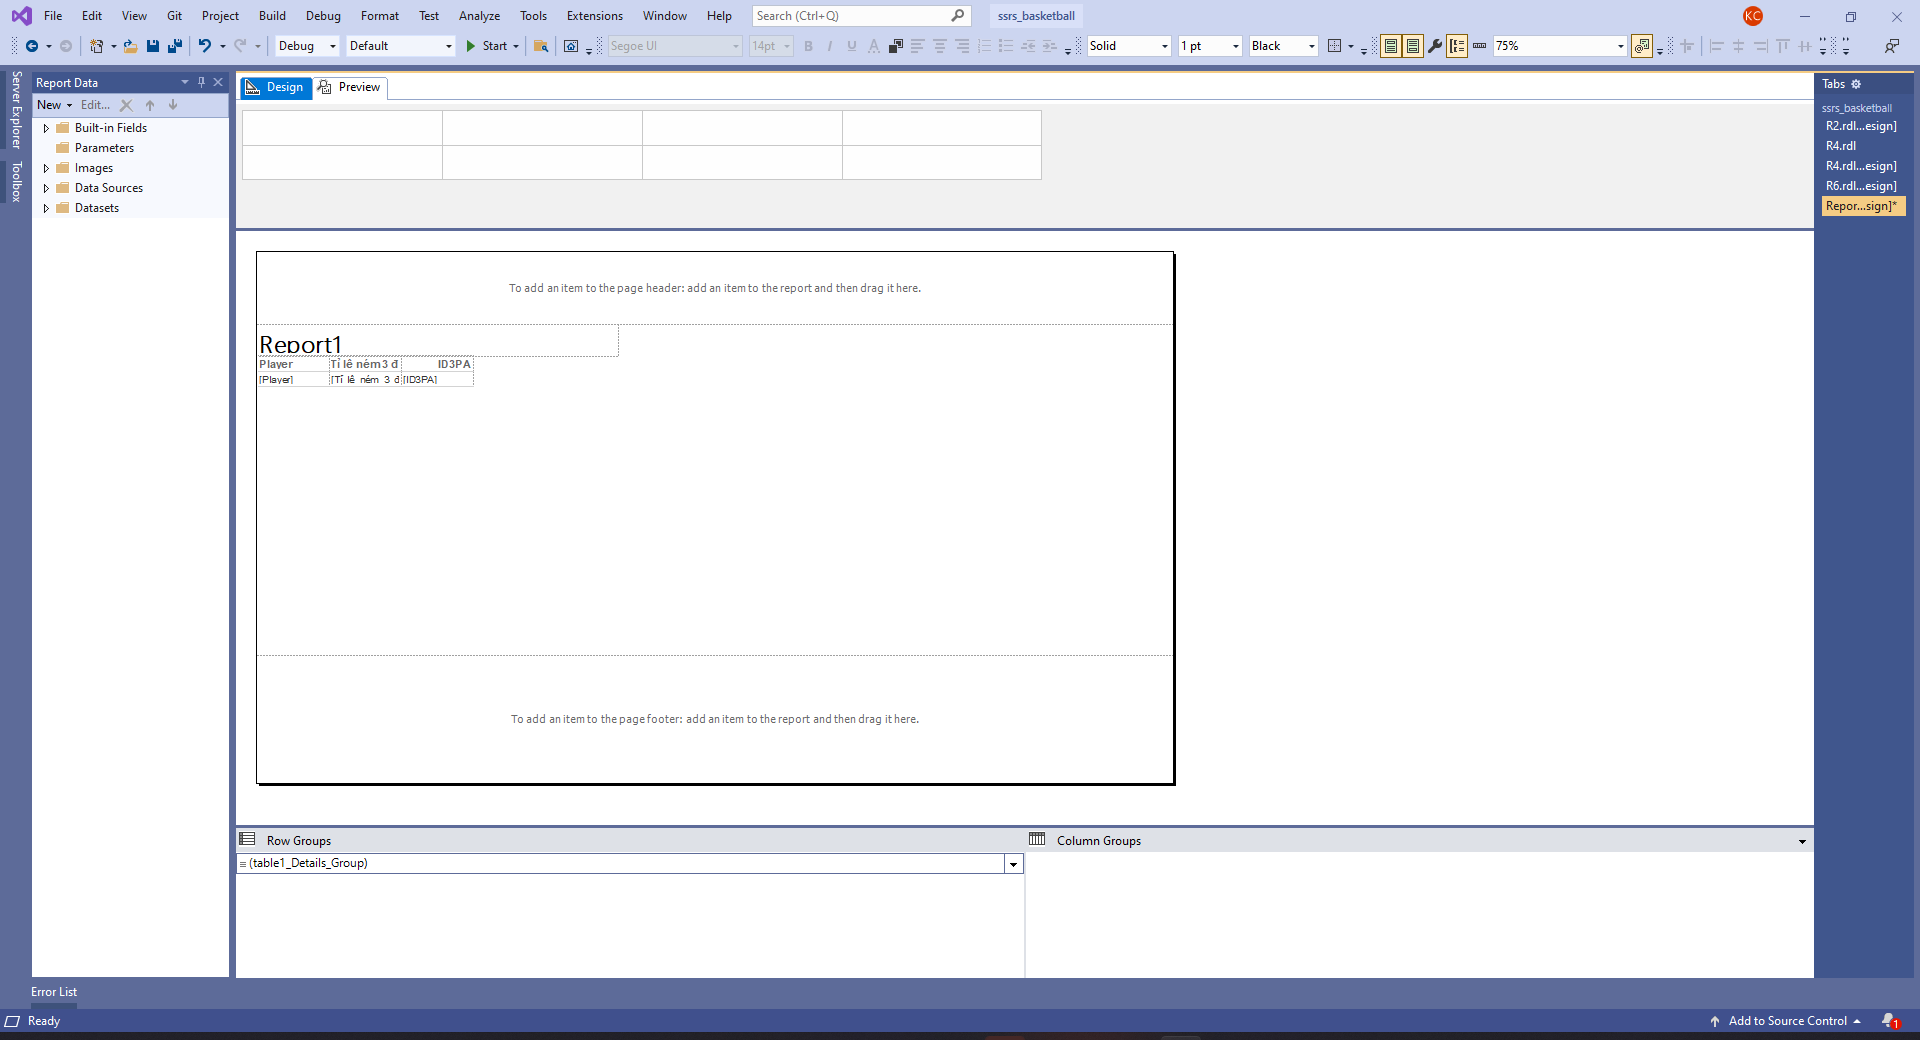 File Edit View Git Project Build Debug Format Test Analyze Tools Extensions Window Help Search (Ctrl+Q) ssrs_basketball KC
Debug Default Start Segoe UI 14pt B I U A Solid 1 pt Black 75%
Server Explorer
Toolbox
Report Data
New Edit...
Built-in Fields
Parameters
Images
Data Sources
Datasets
Design Preview
To add an item to the page header: add an item to the report and then drag it here.
Report1
Player Tỉ lệ ném 3 đ ID3PA
[Player] [Tỉ_lệ_ném_3_đ [ID3PA]
To add an item to the page footer: add an item to the report and then drag it here.
Row Groups
(table1_Details_Group)
Column Groups
Tabs
ssrs_basketball
R2.rdl...esign]
R4.rdl
R4.rdl...esign]
R6.rdl...esign]
Repor...sign]*
Error List
Ready
Add to Source Control 1